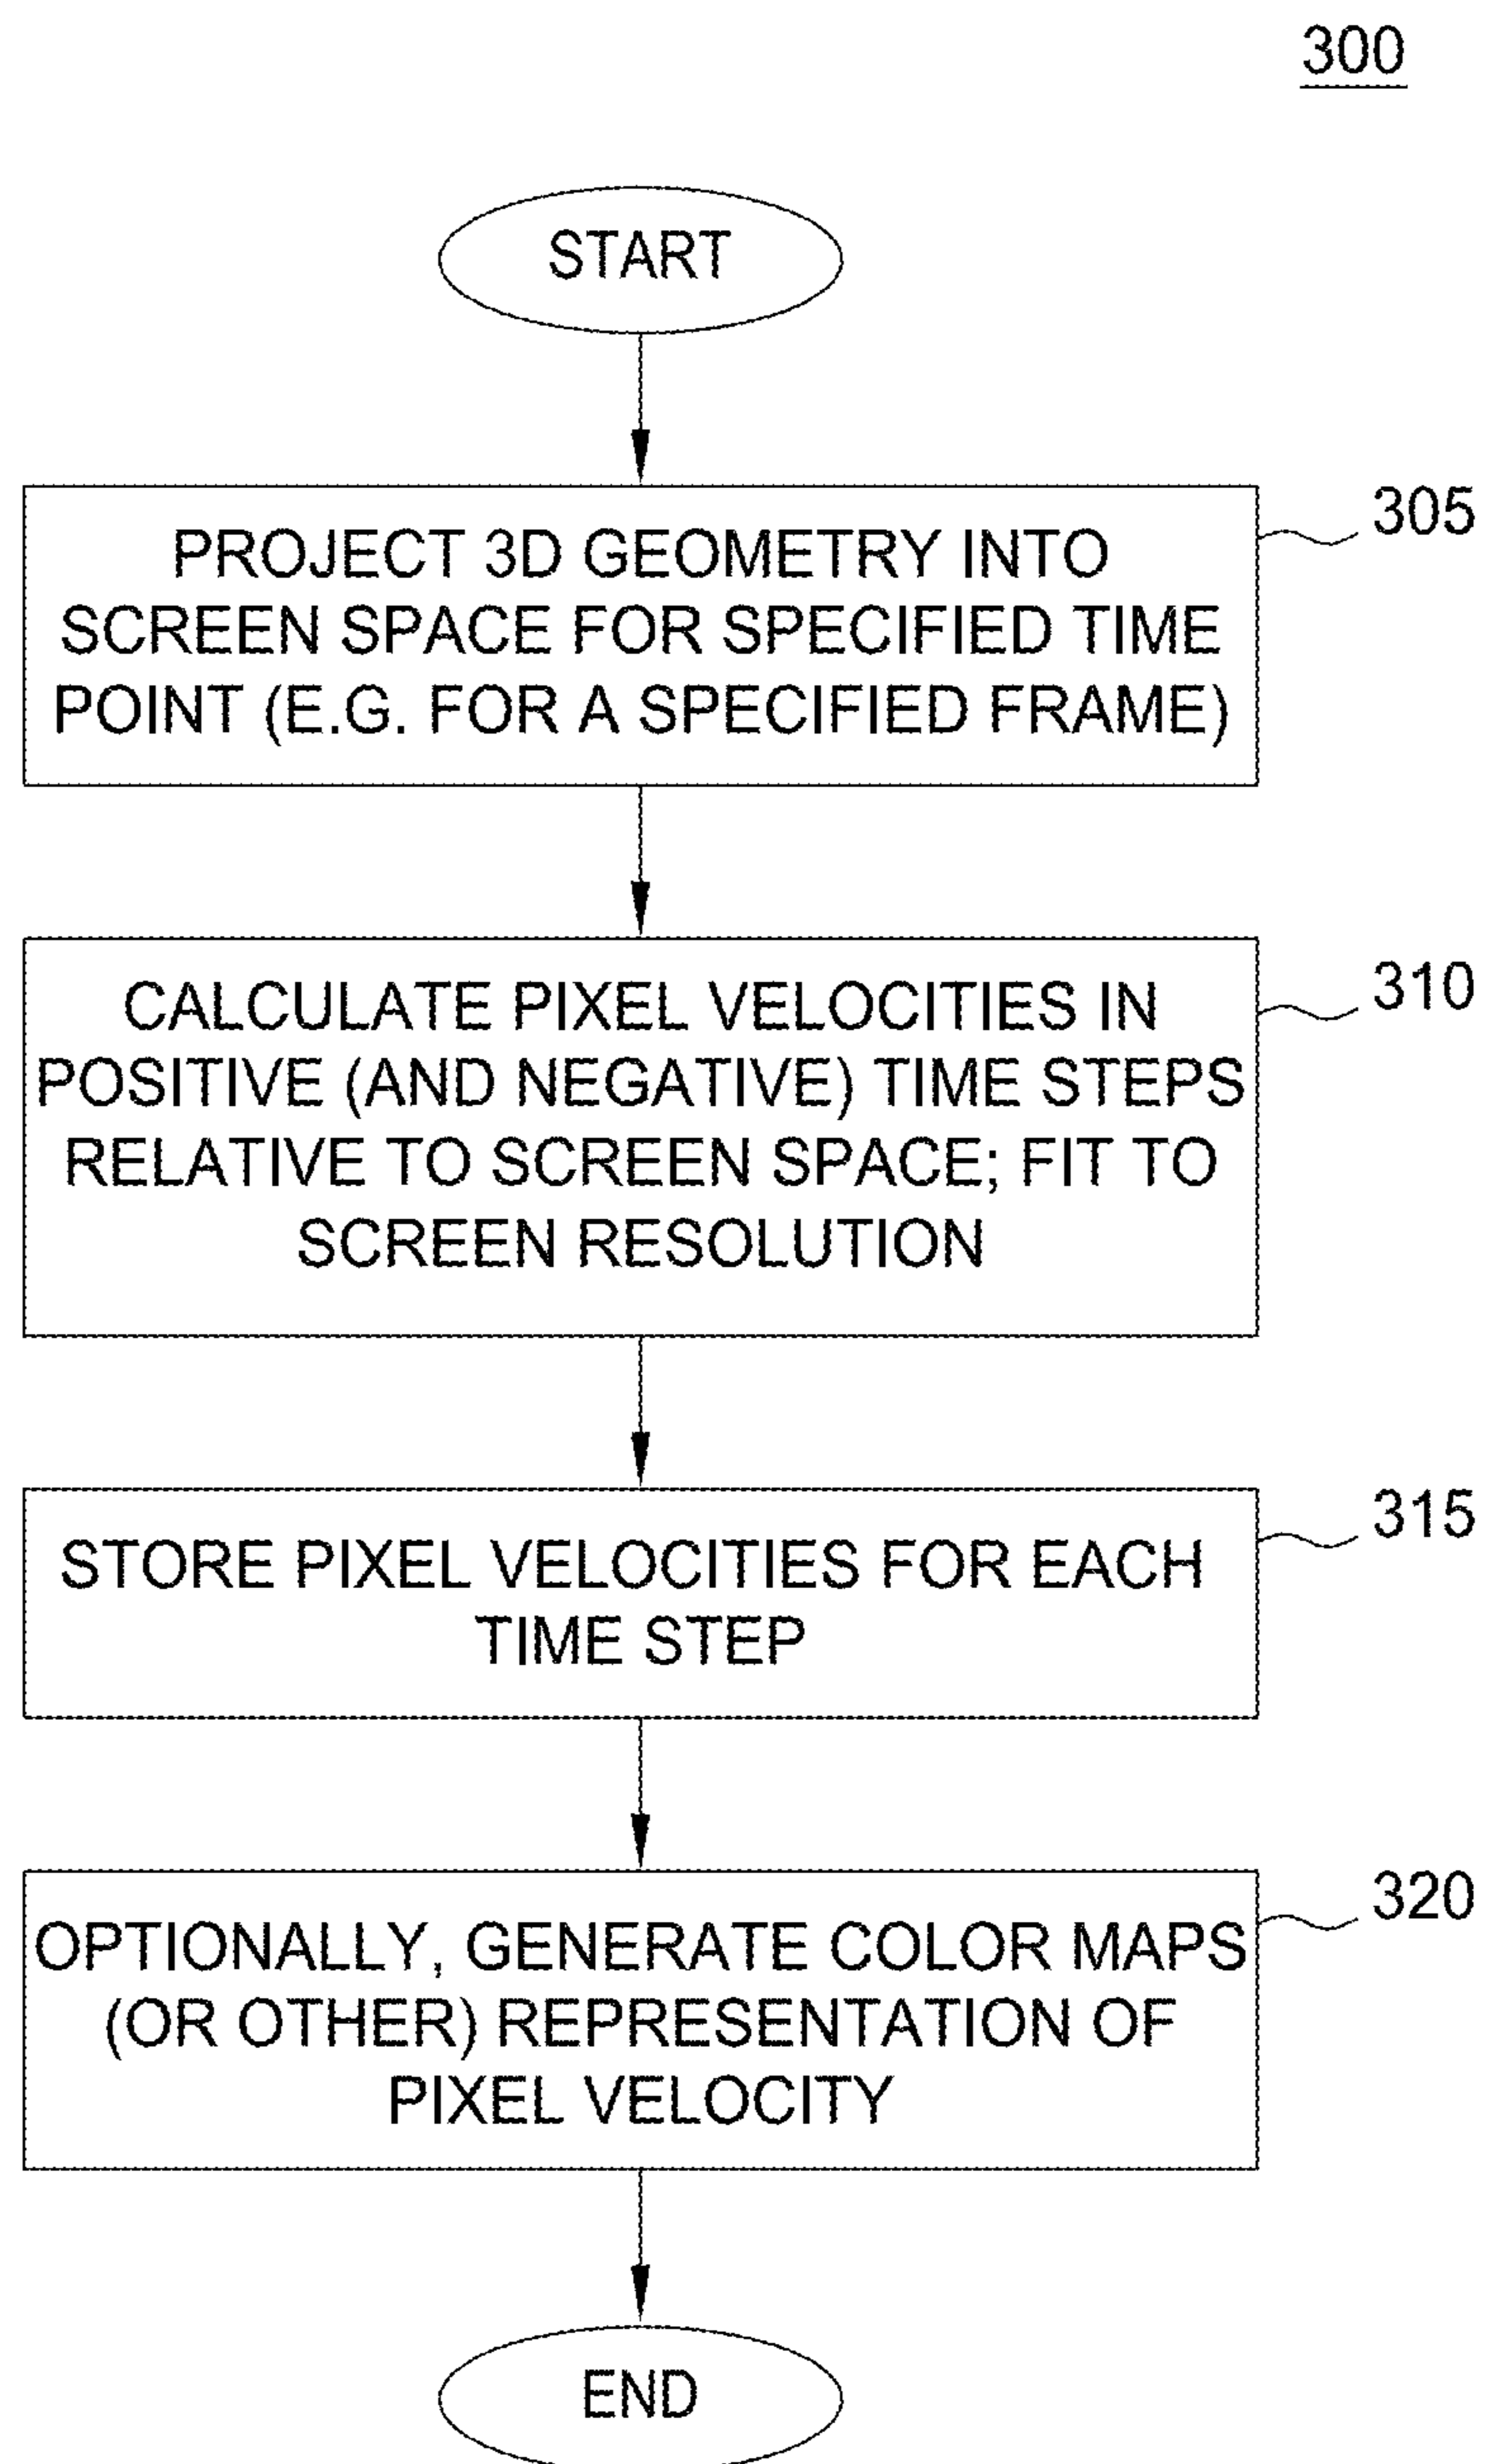 300
START
PROJECT 3D GEOMETRY INTO
SCREEN SPACE FOR SPECIFIED TIME
POINT (E.G. FOR A SPECIFIED FRAME)
305
CALCULATE PIXEL VELOCITIES IN
POSITIVE (AND NEGATIVE) TIME STEPS
RELATIVE TO SCREEN SPACE; FIT TO
SCREEN RESOLUTION
310
STORE PIXEL VELOCITIES FOR EACH
TIME STEP
315
OPTIONALLY, GENERATE COLOR MAPS
(OR OTHER) REPRESENTATION OF
PIXEL VELOCITY
320
END